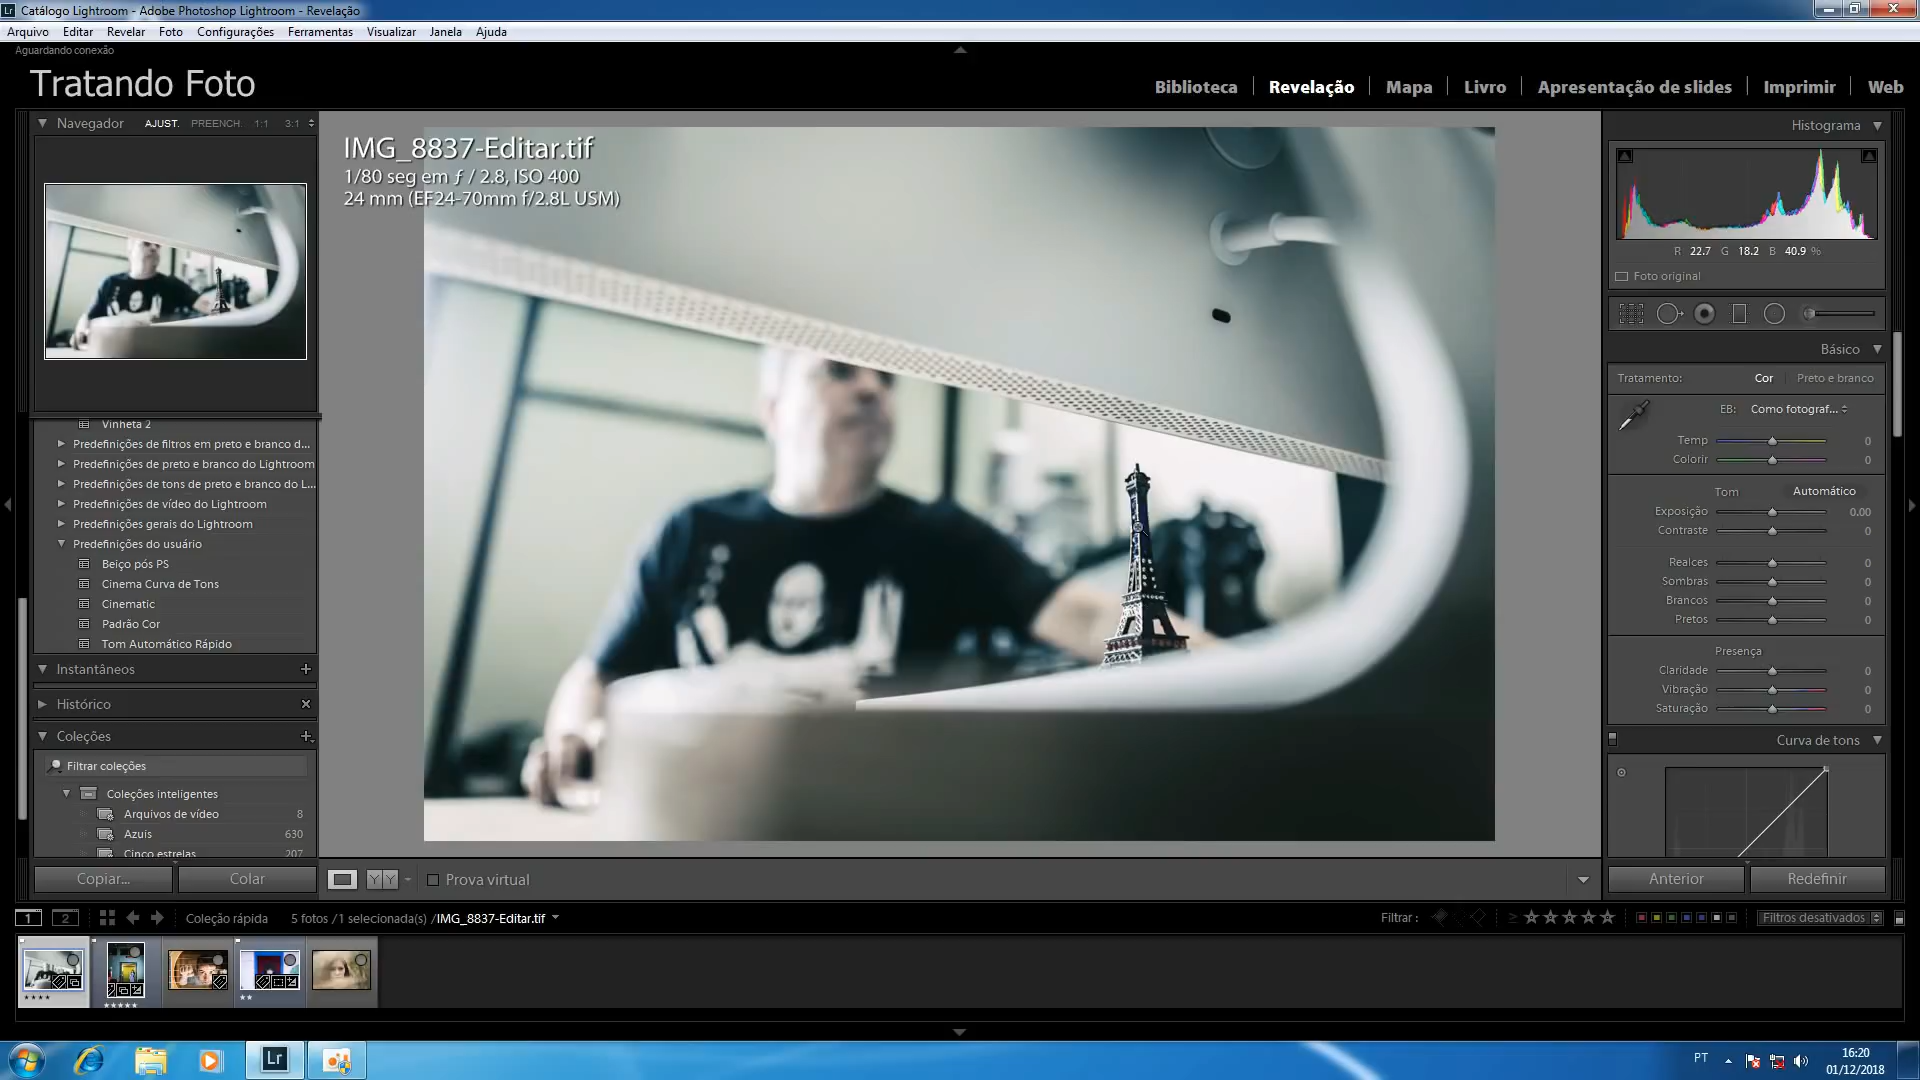 Catálogo Lightroom - Adobe Photoshop Lightroom - Revelação
Arquivo Editar Revelar Foto Configurações Ferramentas Visualizar Janela Ajuda
Aguardando conexão
Tratando Foto
Biblioteca Revelação Mapa Livro Apresentação de slides Imprimir Web
Navegador AJUST. PREENCH. 1:1 3:1
Vinheta 2
Predefinições de filtros em preto e branco d...
Predefinições de preto e branco do Lightroom
Predefinições de tons de preto e branco do L...
Predefinições de vídeo do Lightroom
Predefinições gerais do Lightroom
Predefinições do usuário
Beiço pós PS
Cinema Curva de Tons
Cinematic
Padrão Cor
Tom Automático Rápido
Instantâneos
Histórico
Coleções
Filtrar coleções
Coleções inteligentes
Arquivos de vídeo 8
Azuis 630
Cinco estrelas 207
Copiar... Colar
IMG_8837-Editar.tif
1/80 seg em ƒ / 2.8, ISO 400
24 mm (EF24-70mm f/2.8L USM)
Y Y
Prova virtual
Histograma
R 22.7 G 18.2 B 40.9 %
Foto original
Básico
Tratamento: Cor Preto e branco
EB: Como fotograf...
Temp 0
Colorir 0
Tom Automático
Exposição 0.00
Contraste 0
Realces 0
Sombras 0
Brancos 0
Pretos 0
Presença
Claridade 0
Vibração 0
Saturação 0
Curva de tons
Anterior Redefinir
1 2 Coleção rápida 5 fotos /1 selecionada(s) /IMG_8837-Editar.tif
Filtrar : ≥ Filtros desativados
Lr
PT
16:20
01/12/2018